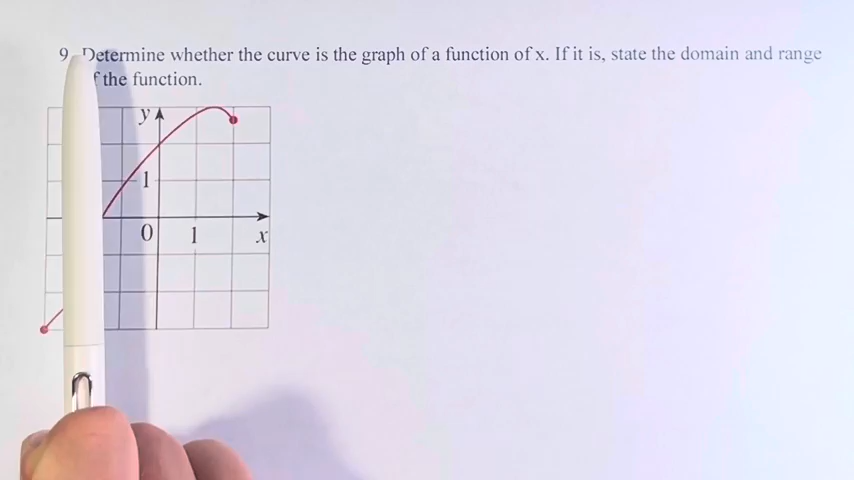 9. Determine whether the curve is the graph of a function of x. If it is, state the domain and range
f the function.
y
1
0 1 x